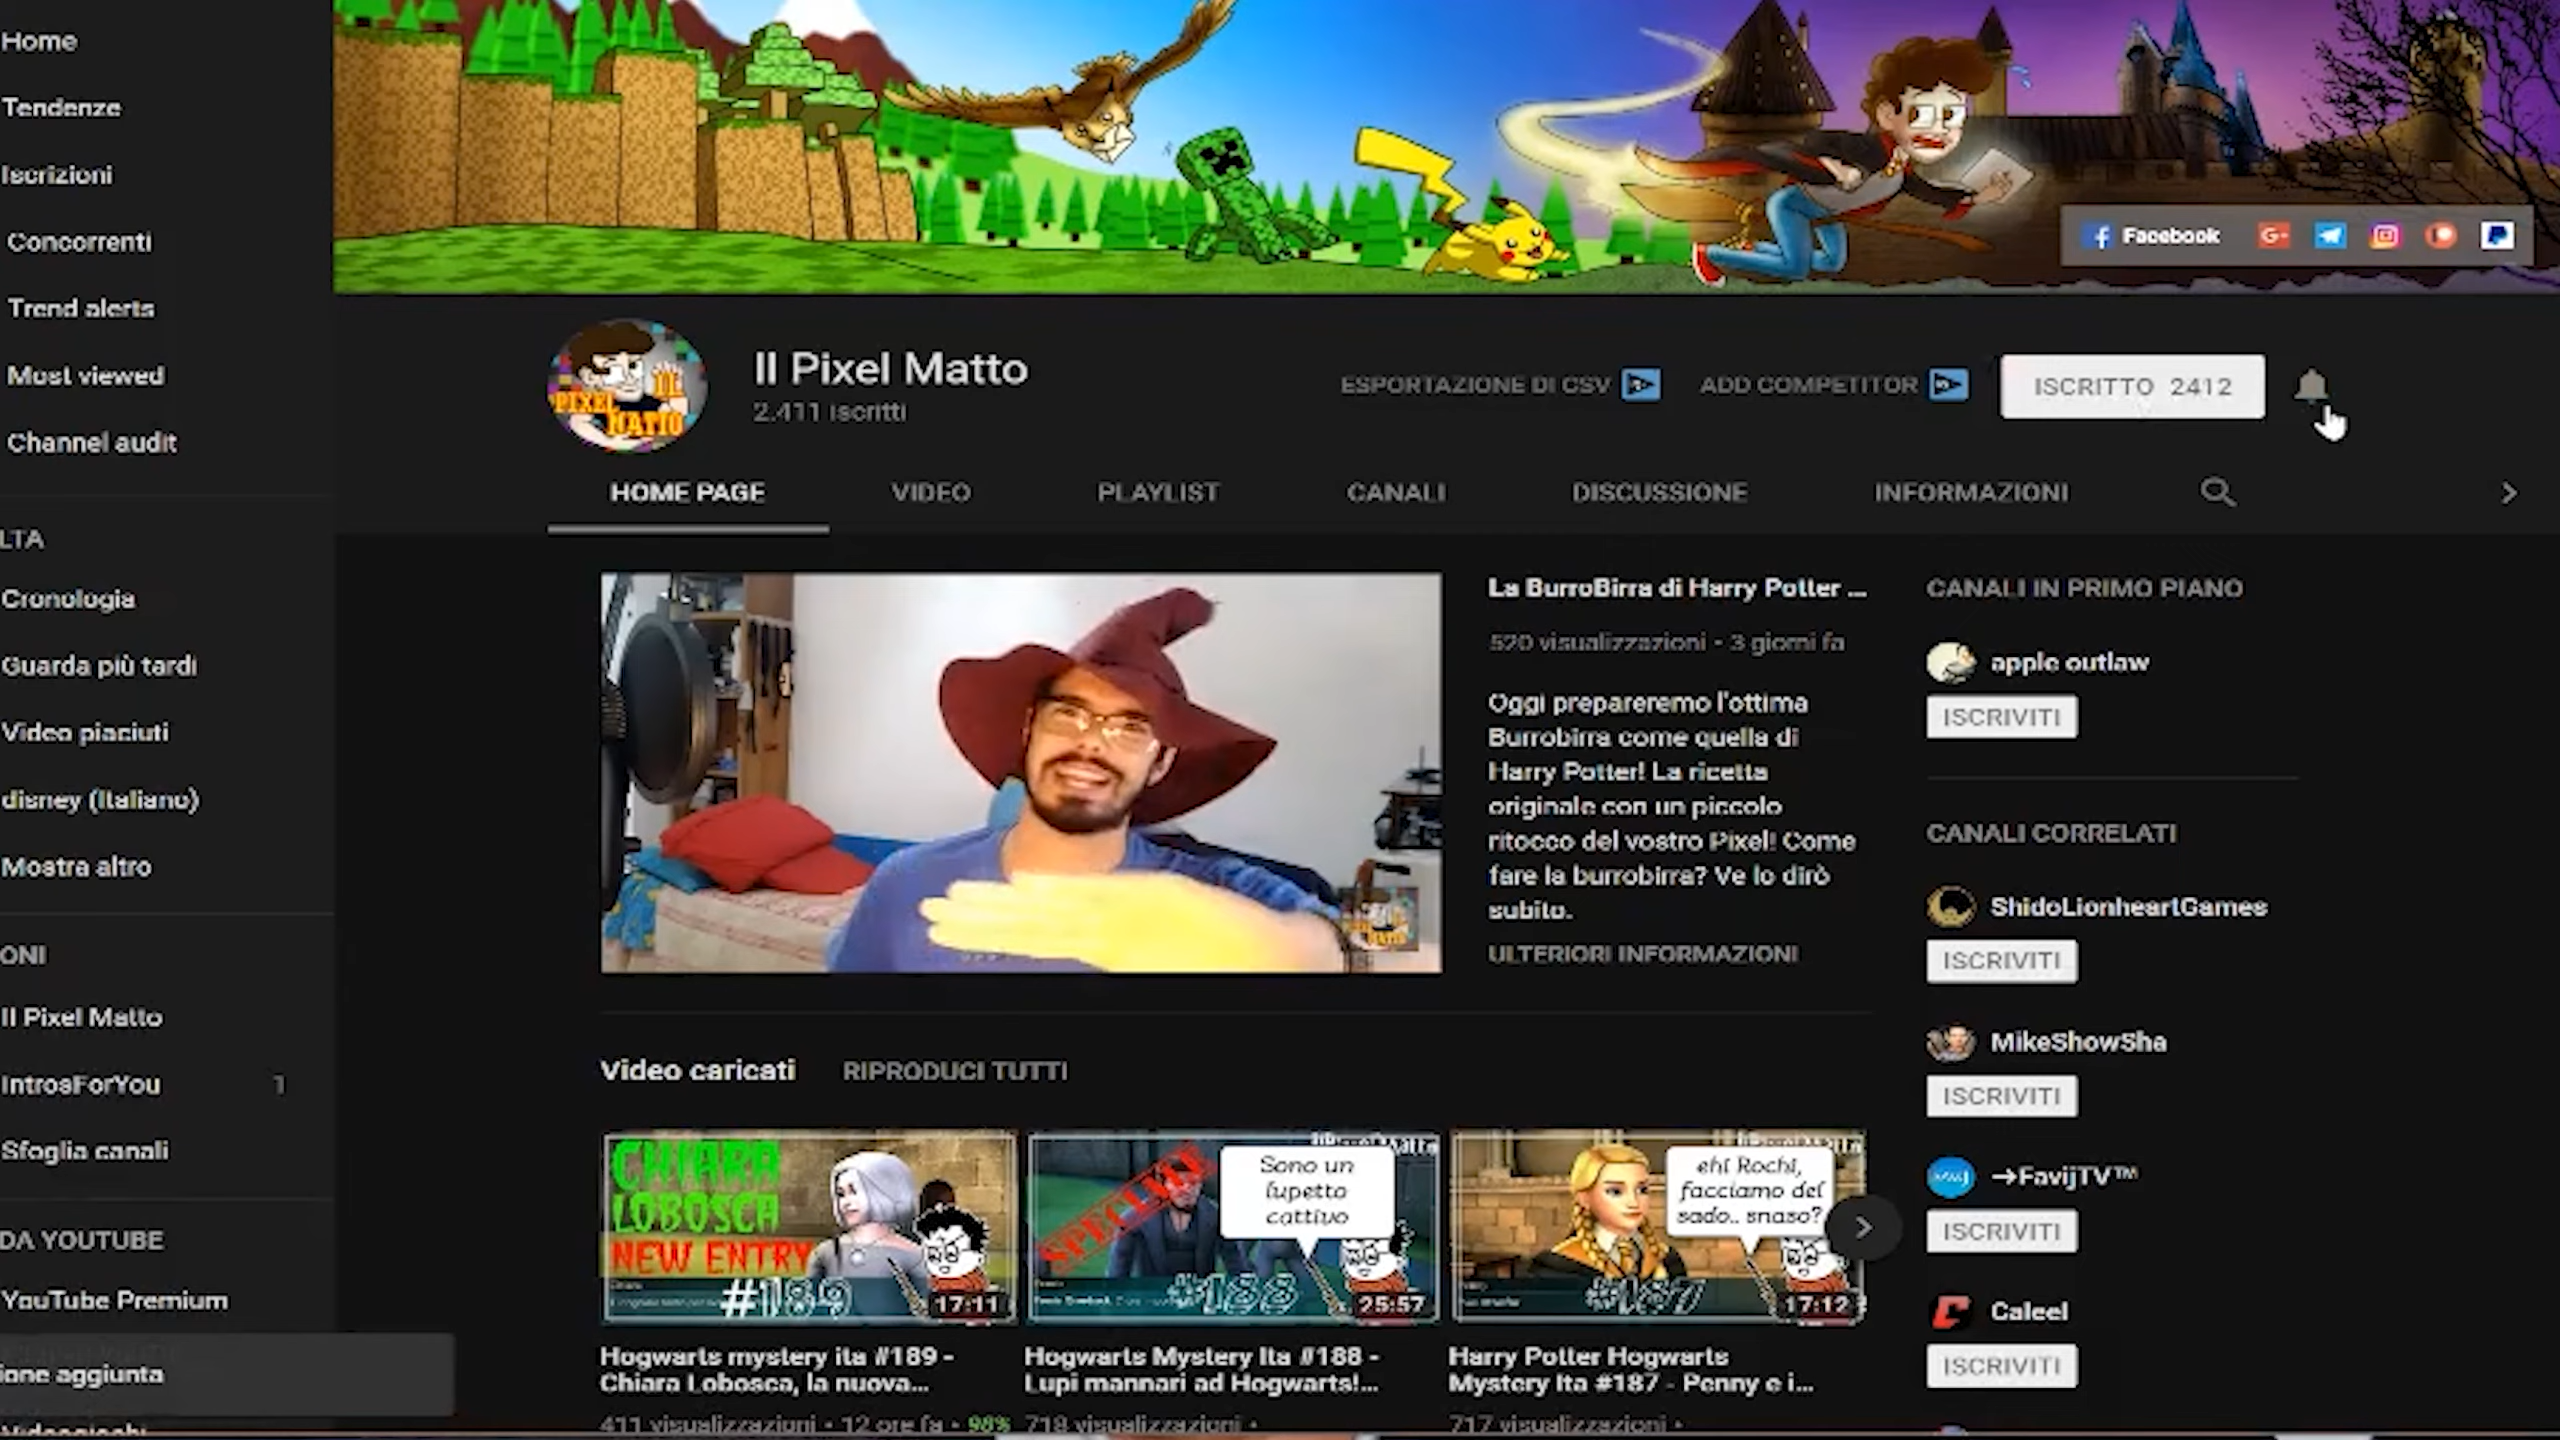 Home
Tendenze
Iscrizioni
Concorrenti
Trend alerts
Most viewed
Channel audit
LTA
Cronologia
Guarda più tardi
Video piaciuti
disney (Italiano)
Mostra altro
ONI
Il Pixel Matto
IntrosForYou 1
Sfoglia canali
DA YOUTUBE
YouTube Premium
ione aggiunta
Facebook
G+
IL
PIXEL
MATTO
Il Pixel Matto
2.411 iscritti
ESPORTAZIONE DI CSV
ADD COMPETITOR
ISCRITTO 2412
HOME PAGE
VIDEO
PLAYLIST
CANALI
DISCUSSIONE
INFORMAZIONI
La BurroBirra di Harry Potter ...
520 visualizzazioni • 3 giorni fa
Oggi prepareremo l'ottima
Burrobirra come quella di
Harry Potter! La ricetta
originale con un piccolo
ritocco del vostro Pixel! Come
fare la burrobirra? Ve lo dirò
subito.
ULTERIORI INFORMAZIONI
CANALI IN PRIMO PIANO
apple outlaw
ISCRIVITI
CANALI CORRELATI
ShidoLionheartGames
ISCRIVITI
MikeShowSha
ISCRIVITI
→FavijTV™
ISCRIVITI
Caleel
ISCRIVITI
Video caricati
RIPRODUCI TUTTI
CHIARA
LOBOSCA
NEW ENTRY
#189
17:11
SPECIALE
Sono un
lupetto
cattivo
#188
25:57
ehi Rochi,
facciamo del
sado.. snaso?
#187
17:12
Hogwarts mystery ita #189 -
Chiara Lobosca, la nuova...
411 visualizzazioni • 12 ore fa • 98%
Hogwarts Mystery Ita #188 -
Lupi mannari ad Hogwarts!...
718 visualizzazioni •
Harry Potter Hogwarts
Mystery Ita #187 - Penny e i...
717 visualizzazioni •